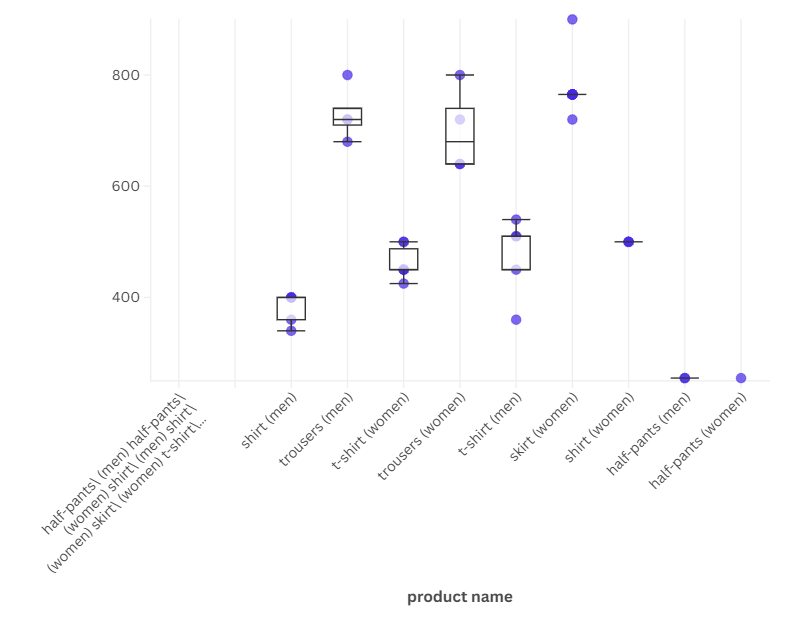 800
600
400
half-pants\ (men) half-pants\
(women) shirt\ (men) shirt\
(women) skirt\ (women) t-shirt\...
shirt (men)
trousers (men)
t-shirt (women)
trousers (women)
t-shirt (men)
skirt (women)
shirt (women)
half-pants (men)
half-pants (women)
product name